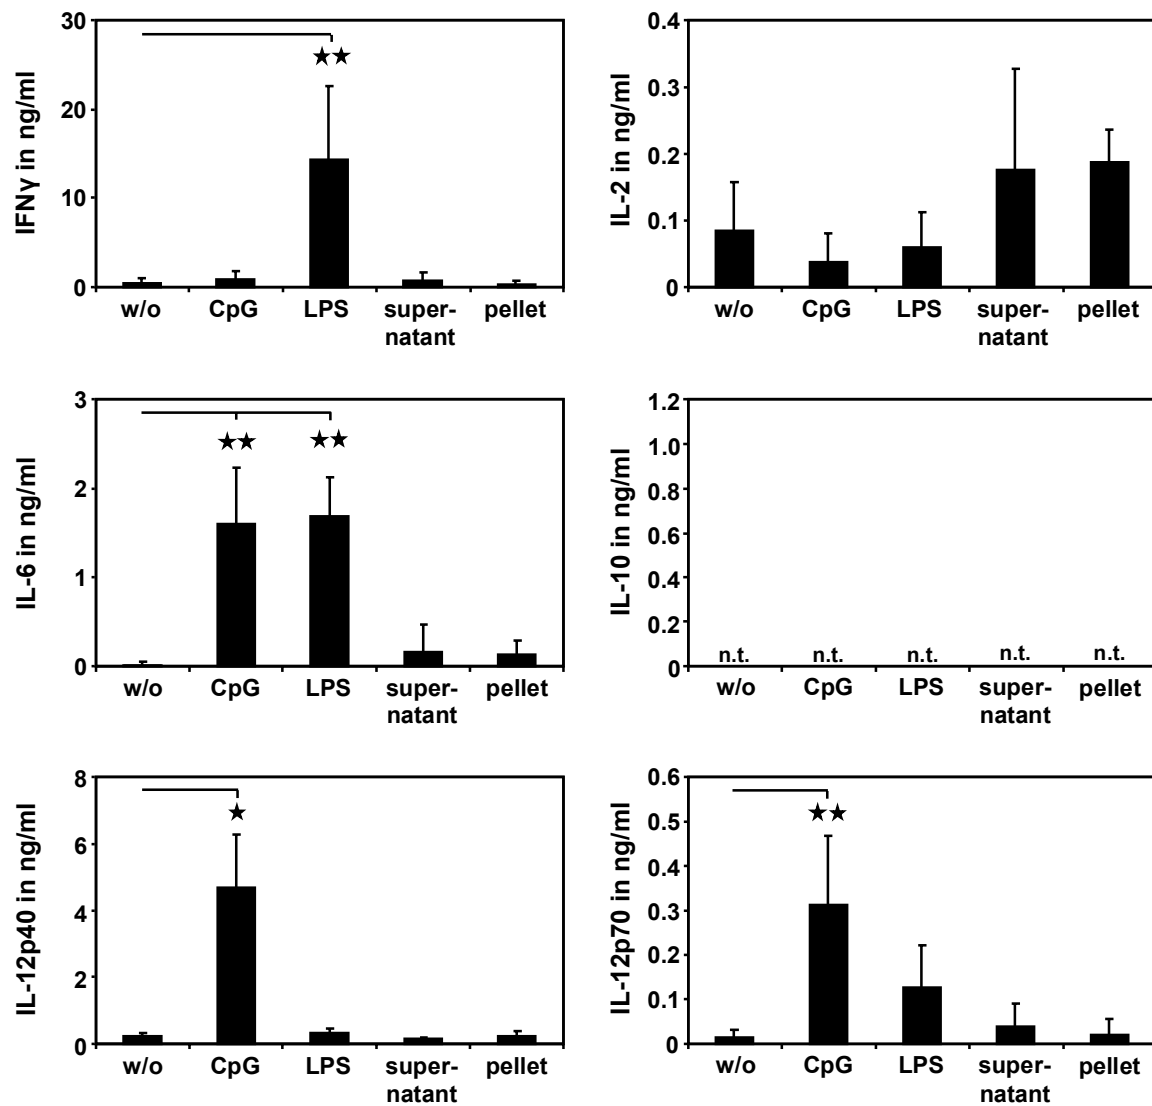 IFNγ in ng/ml
30
20
10
0
★★
w/o CpG LPS super- pellet
natant
IL-2 in ng/ml
0.4
0.3
0.2
0.1
0
w/o CpG LPS super- pellet
natant
IL-6 in ng/ml
3
2
1
0
★★ ★★
w/o CpG LPS super- pellet
natant
IL-10 in ng/ml
1.2
1.0
0.8
0.6
0.4
0.2
0
n.t. n.t. n.t. n.t. n.t.
w/o CpG LPS super- pellet
natant
IL-12p40 in ng/ml
8
6
4
2
0
★
w/o CpG LPS super- pellet
natant
IL-12p70 in ng/ml
0.6
0.5
0.4
0.3
0.2
0.1
0
★★
w/o CpG LPS super- pellet
natant